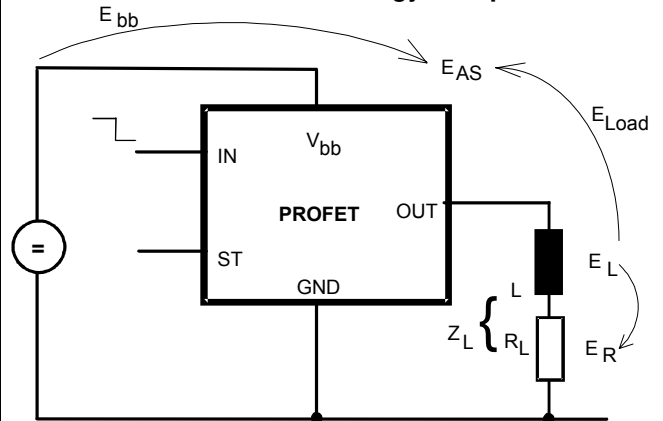 E bb
E AS
E Load
IN
V bb
PROFET
OUT
ST
GND
L
E L
Z L {
R L
E R
=